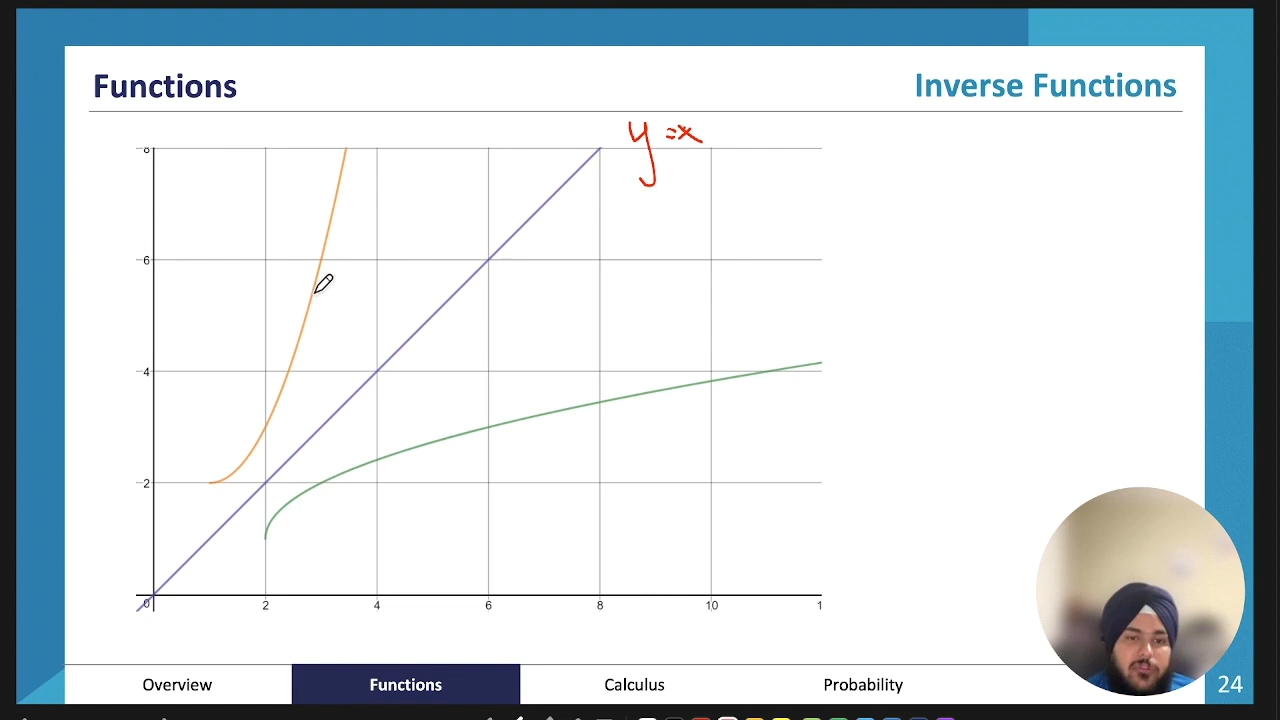 Functions
Inverse Functions
y=x
8
6
4
2
0
2 4 6 8 10 1
Overview Functions Calculus Probability
24